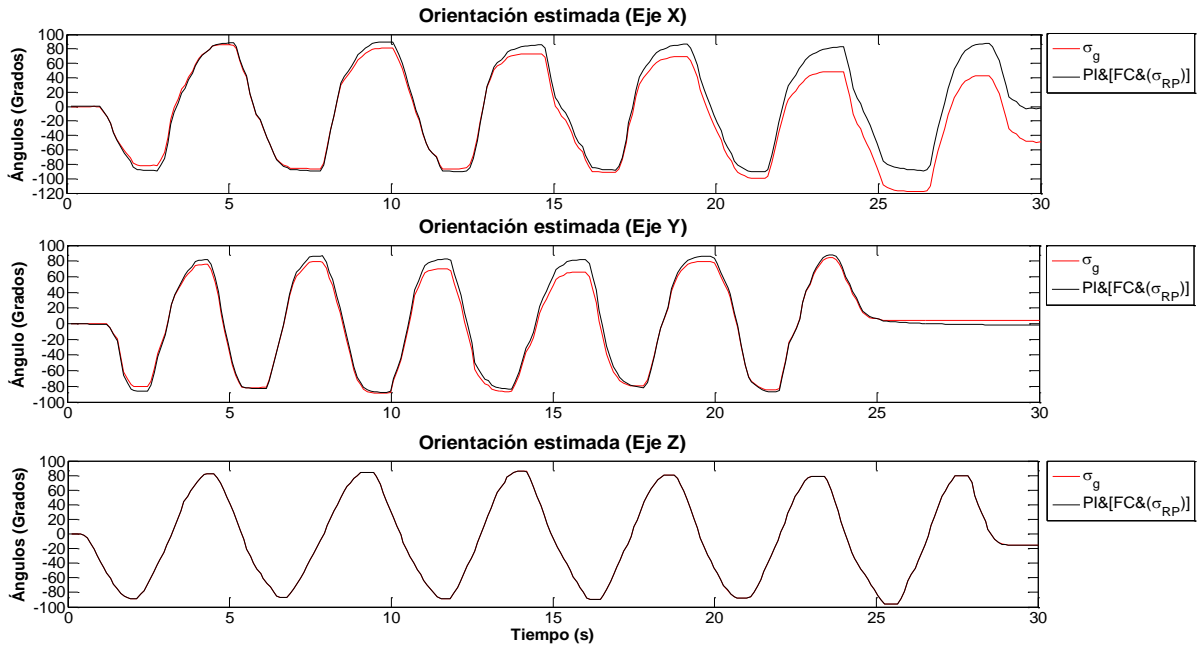 Orientación estimada (Eje X)
Ángulos (Grados)
100
80
60
40
20
0
-20
-40
-60
-80
-100
-120
0 5 10 15 20 25 30
σg
PI&[FC&(σRP)]
Orientación estimada (Eje Y)
Ángulo (Grados)
100
80
60
40
20
0
-20
-40
-60
-80
-100
0 5 10 15 20 25 30
σg
PI&[FC&(σRP)]
Orientación estimada (Eje Z)
Ángulos (Grados)
100
80
60
40
20
0
-20
-40
-60
-80
-100
0 5 10 15 20 25 30
Tiempo (s)
σg
PI&[FC&(σRP)]